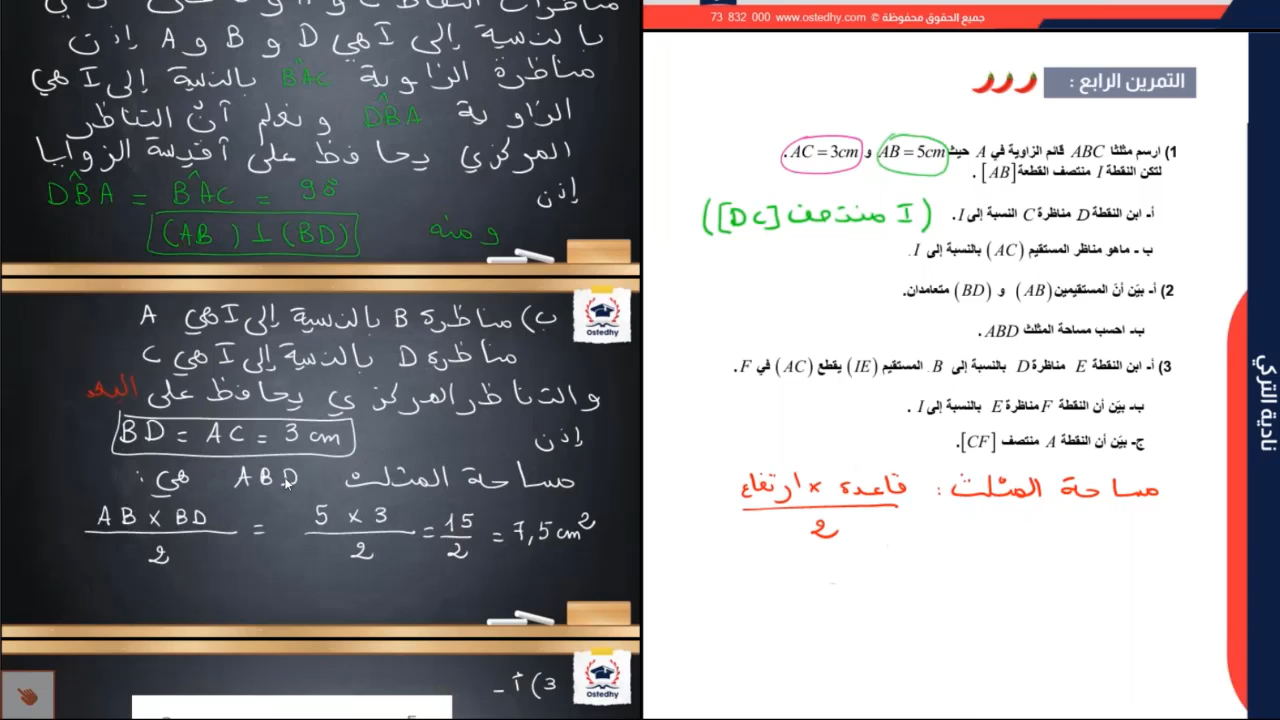 جميع الحقوق محفوظة © www.ostedhy.com 73 832 000
التمرين الرابع :
1) ارسم مثلثا ABC قائم الزاوية في A حيث AB = 5cm و AC = 3cm .
لتكن النقطة I منتصف القطعة [AB] .
أ- ابن النقطة D مناظرة C النسبة إلى I .
(I منتصف [DC])
ب - ماهو مناظر المستقيم (AC) بالنسبة إلى I .
2) أ- بيّن أنّ المستقيمين (AB) و (BD) متعامدان.
ب- احسب مساحة المثلث ABD .
3) أ- ابن النقطة E مناظرة D بالنسبة إلى B . المستقيم (IE) يقطع (AC) في F .
ب- بيّن أن النقطة F مناظرة E بالنسبة إلى I .
ج- بيّن أن النقطة A منتصف [CF] .
مساحة المثلث : قاعدة × ارتفاع / 2
نادية التركي
بالنسبة إلى I هي D و B و A إذن
مناظرة الزاوية BÂC بالنسبة إلى I هي
الزاوية DB̂A و نعلم أنّ التناظر
المركزي يحافظ على أقيسة الزوايا
إذن DB̂A = BÂC = 90°
و منه (AB) ⊥ (BD)
Ostedhy
ب) مناظرة B بالنسبة إلى I هي A
مناظرة D بالنسبة إلى I هي C
والتناظر المركزي يحافظ على البعد
إذن BD = AC = 3 cm
مساحة المثلث ABD هي :
AB × BD / 2 = 5 × 3 / 2 = 15 / 2 = 7,5 cm²
Ostedhy
3) أ -